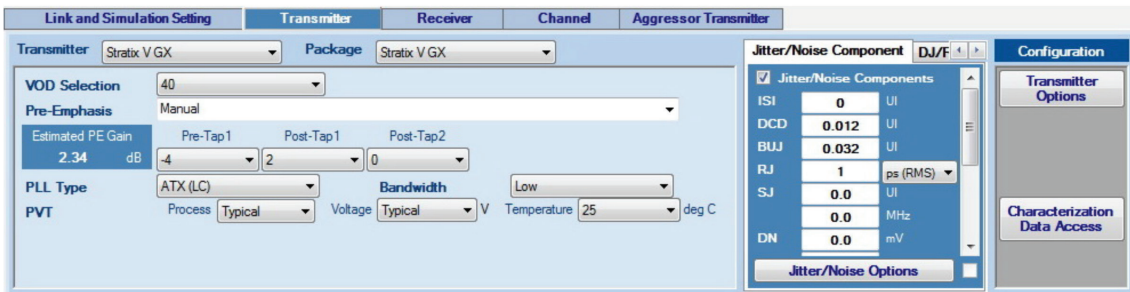 Link and Simulation Setting Transmitter Receiver Channel Aggressor Transmitter
Transmitter Stratix V GX Package Stratix V GX
VOD Selection 40
Pre-Emphasis Manual
Estimated PE Gain Pre-Tap1 Post-Tap1 Post-Tap2
2.34 dB -4 2 0
PLL Type ATX (LC) Bandwidth Low
PVT Process Typical Voltage Typical V Temperature 25 deg C
Jitter/Noise Component DJ/F
Jitter/Noise Components
ISI 0 UI
DCD 0.012 UI
BUJ 0.032 UI
RJ 1 ps (RMS)
SJ 0.0 UI
0.0 MHz
DN 0.0 mV
Jitter/Noise Options
Configuration
Transmitter
Options
Characterization
Data Access